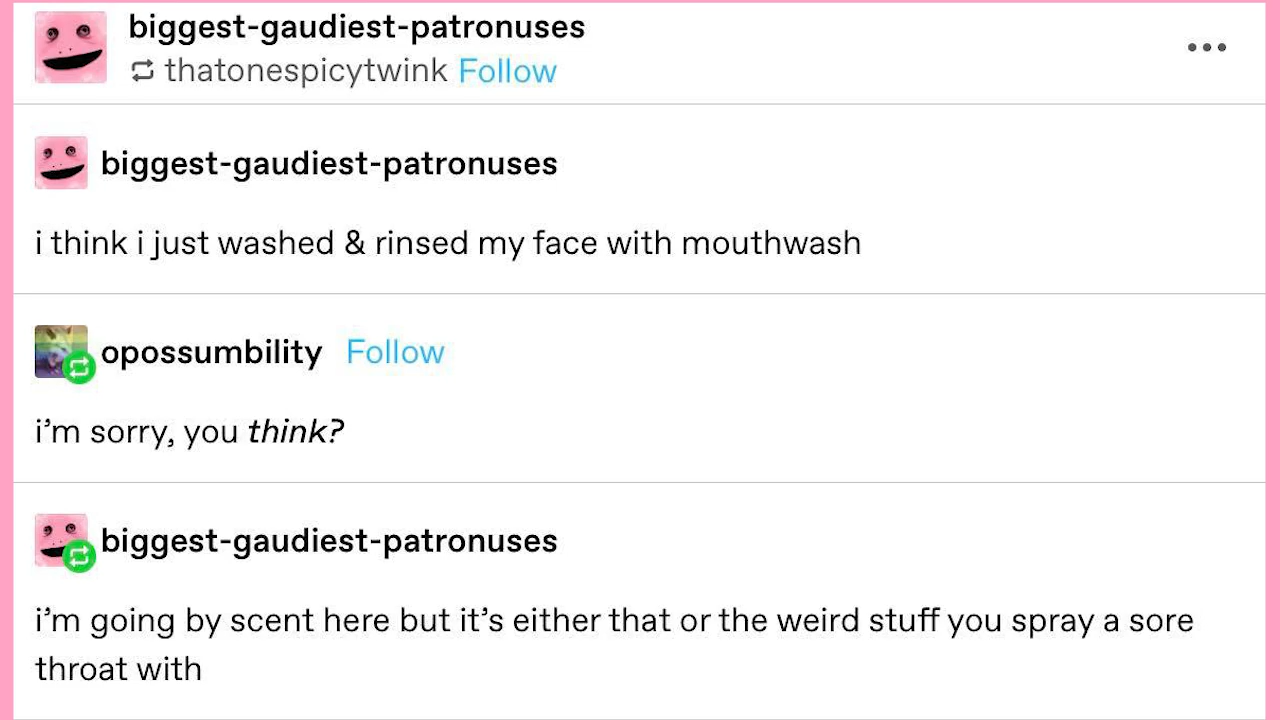 biggest-gaudiest-patronuses
thatonespicytwink Follow
biggest-gaudiest-patronuses
i think i just washed & rinsed my face with mouthwash
opossumbility Follow
i’m sorry, you think?
biggest-gaudiest-patronuses
i’m going by scent here but it’s either that or the weird stuff you spray a sore
throat with